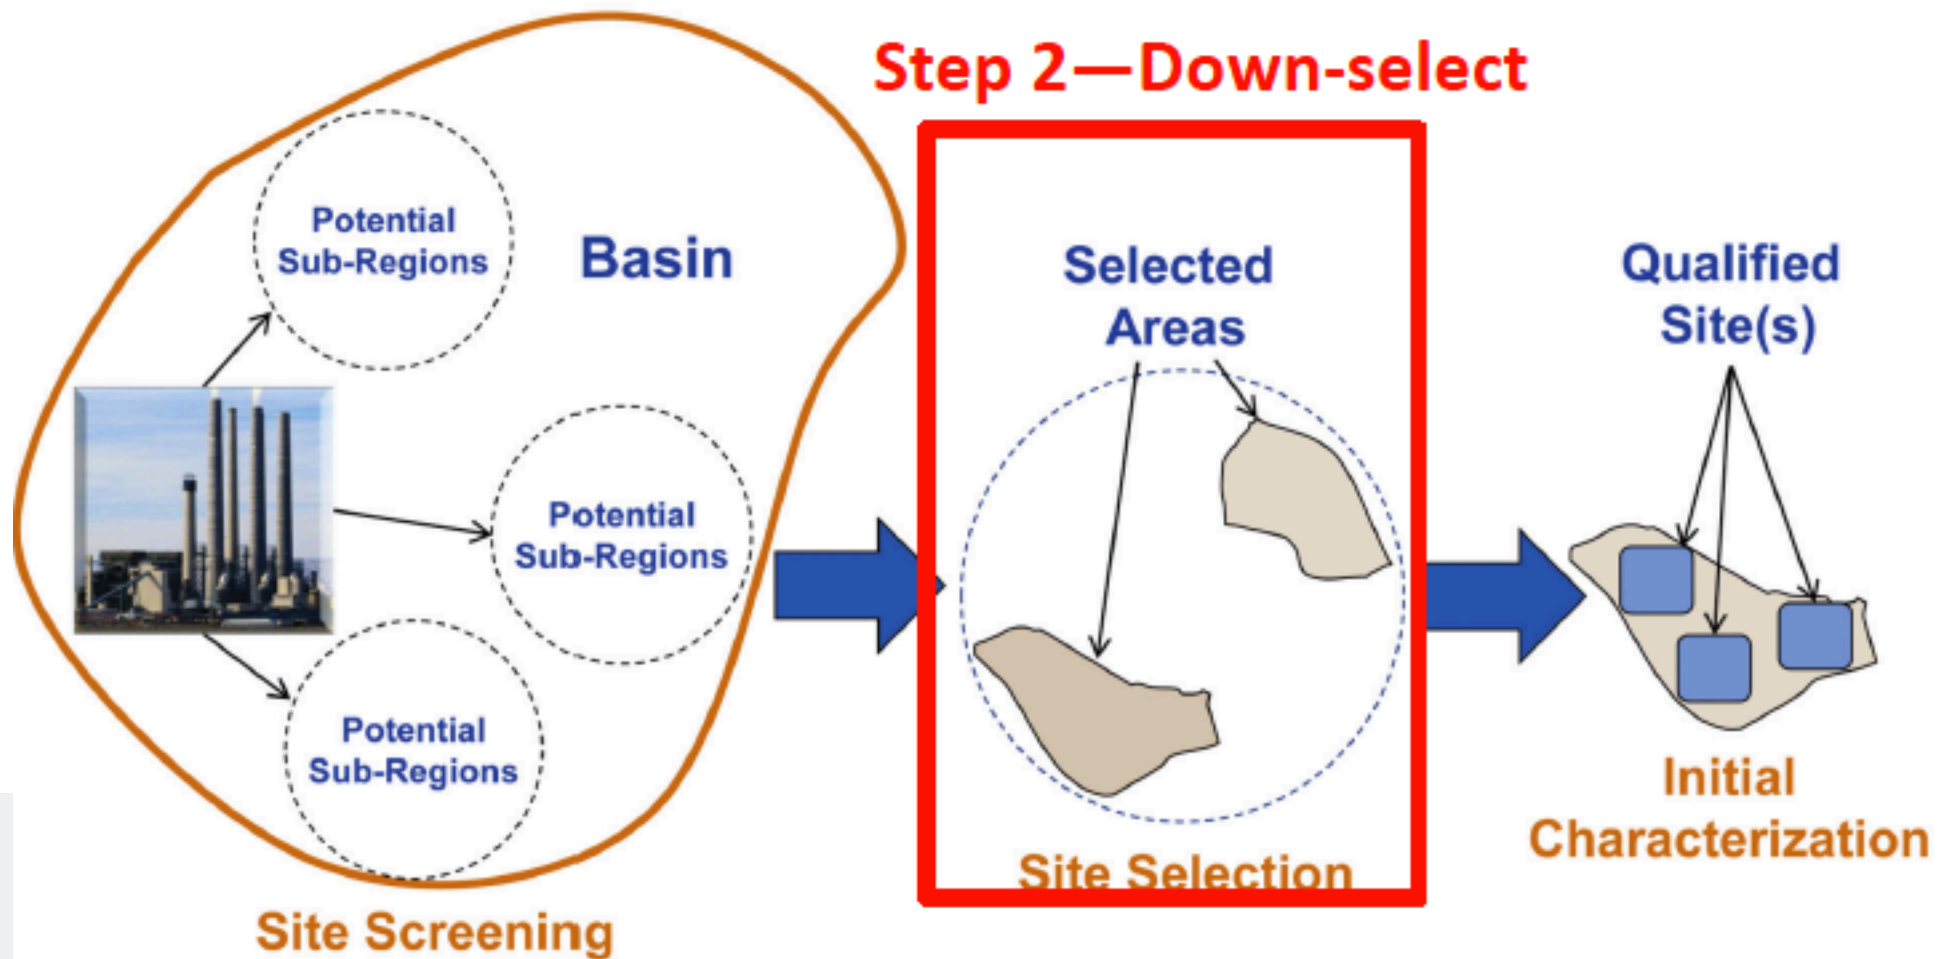 Step 2—Down-select
Potential
Sub-Regions
Basin
Potential
Sub-Regions
Potential
Sub-Regions
Site Screening
Selected
Areas
Site Selection
Qualified
Site(s)
Initial
Characterization